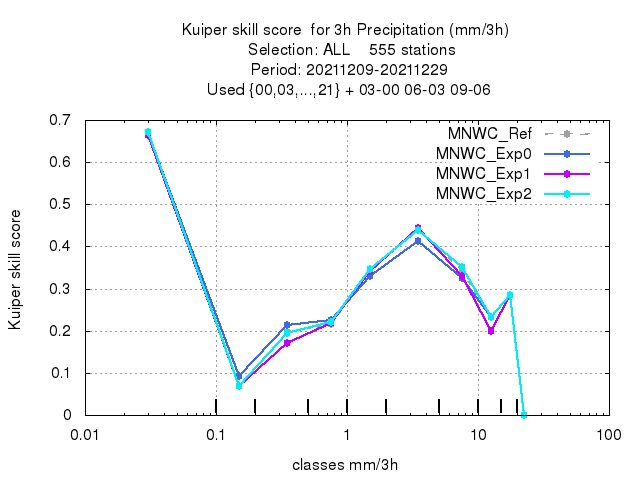 Kuiper skill score  for 3h Precipitation (mm/3h)
Selection: ALL    555 stations
Period: 20211209-20211229
Used {00,03,...,21} + 03-00 06-03 09-06
Kuiper skill score
0.7
0.6
0.5
0.4
0.3
0.2
0.1
0
MNWC_Ref
MNWC_Exp0
MNWC_Exp1
MNWC_Exp2
0.01 0.1 1 10 100
classes mm/3h